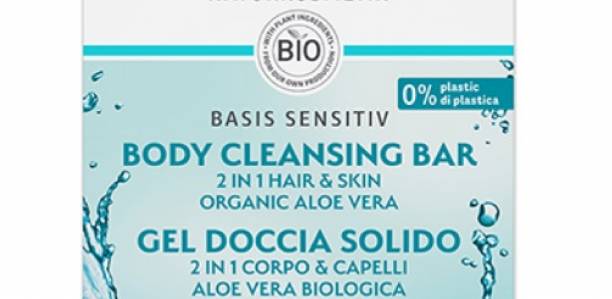 WITH PLANT INGREDIENTS
FROM OUR OWN PRODUCTION
BIO
0% plastic
di plastica
BASIS SENSITIV
BODY CLEANSING BAR
2 IN 1 HAIR & SKIN
ORGANIC ALOE VERA
GEL DOCCIA SOLIDO
2 IN 1 CORPO & CAPELLI
ALOE VERA BIOLOGICA